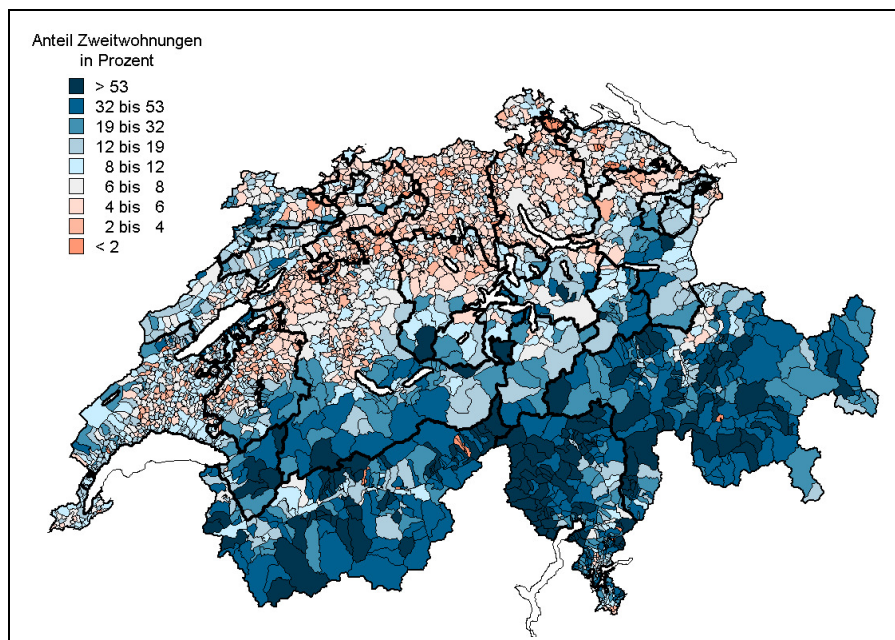 Anteil Zweitwohnungen
in Prozent
> 53
32 bis 53
19 bis 32
12 bis 19
8 bis 12
6 bis 8
4 bis 6
2 bis 4
< 2